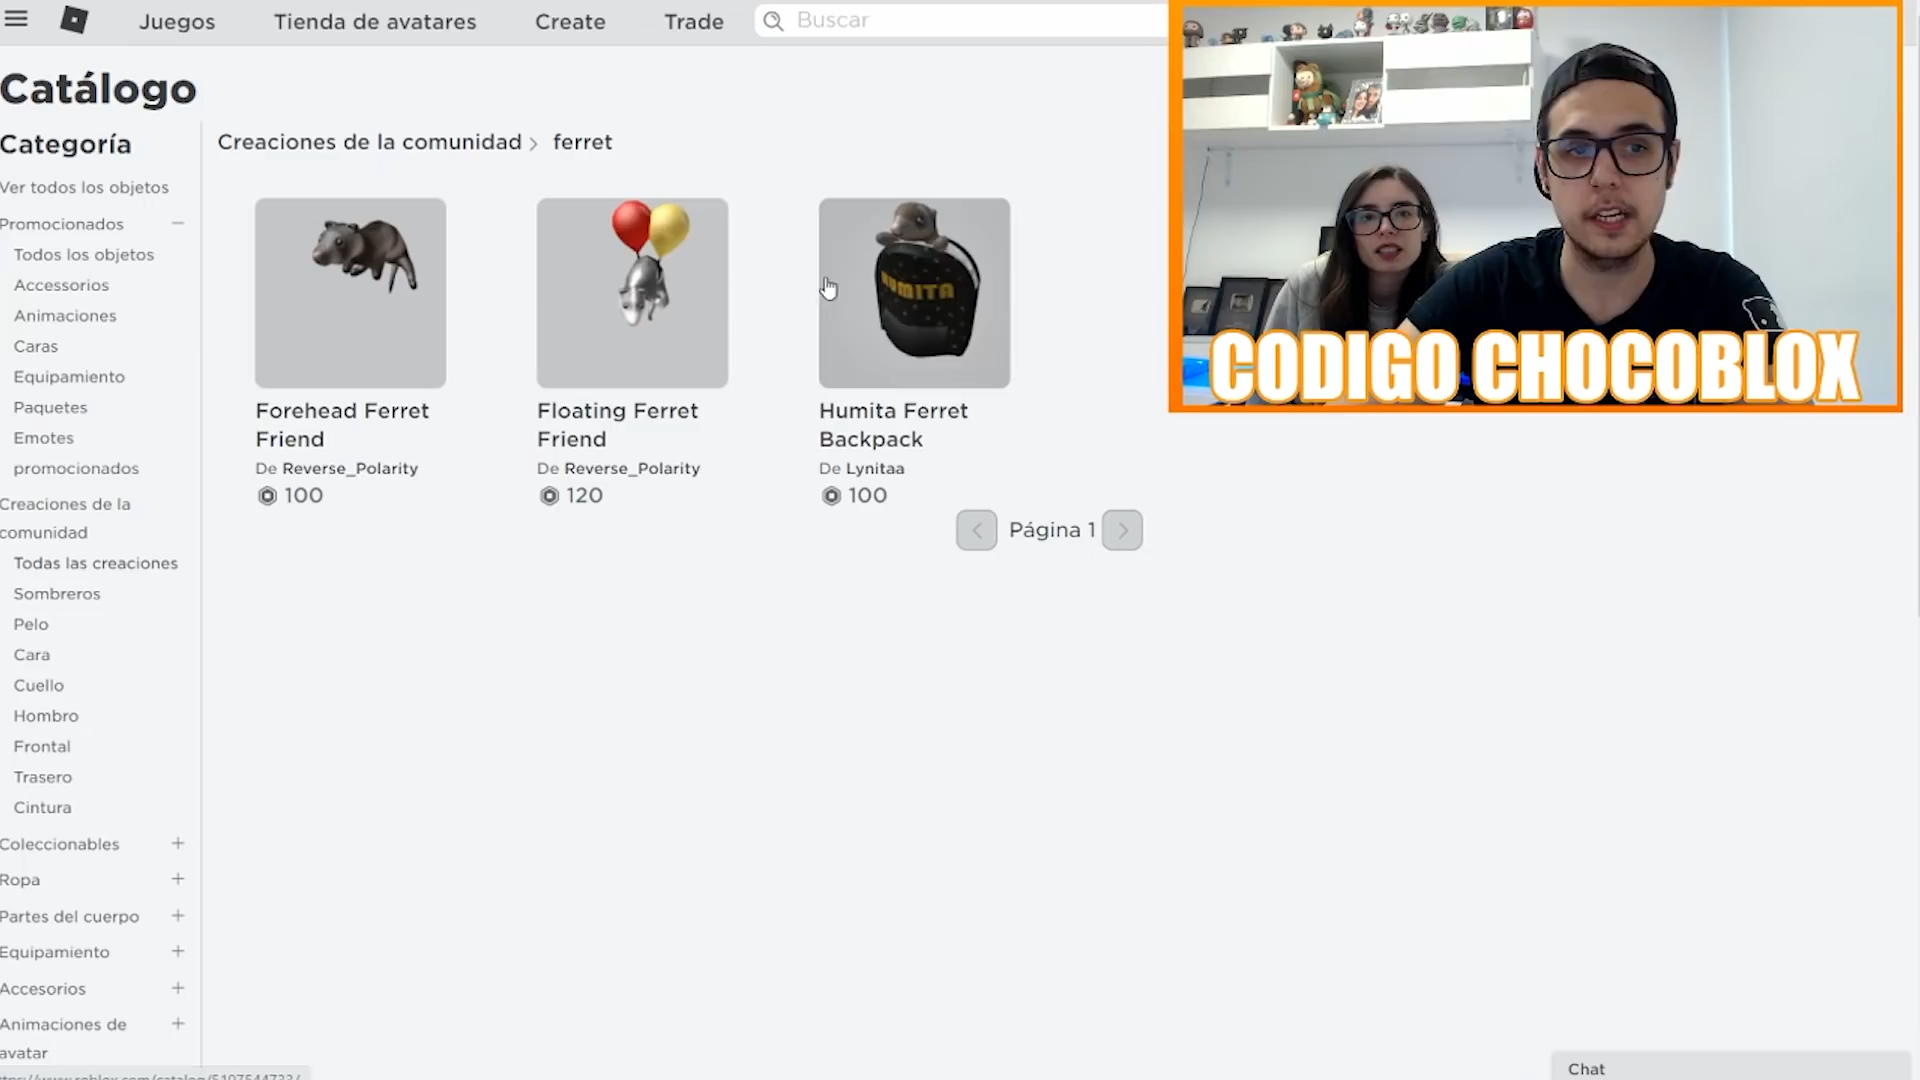 Juegos
Tienda de avatares
Create
Trade
Buscar
Catálogo
Categoría
Ver todos los objetos
Promocionados
Todos los objetos
Accessorios
Animaciones
Caras
Equipamiento
Paquetes
Emotes
promocionados
Creaciones de la
comunidad
Todas las creaciones
Sombreros
Pelo
Cara
Cuello
Hombro
Frontal
Trasero
Cintura
Coleccionables
Ropa
Partes del cuerpo
Equipamiento
Accesorios
Animaciones de
avatar
Creaciones de la comunidad > ferret
Forehead Ferret
Friend
De Reverse_Polarity
100
Floating Ferret
Friend
De Reverse_Polarity
120
HUMITA
Humita Ferret
Backpack
De Lynitaa
100
Página 1
CODIGO CHOCOBLOX
Chat